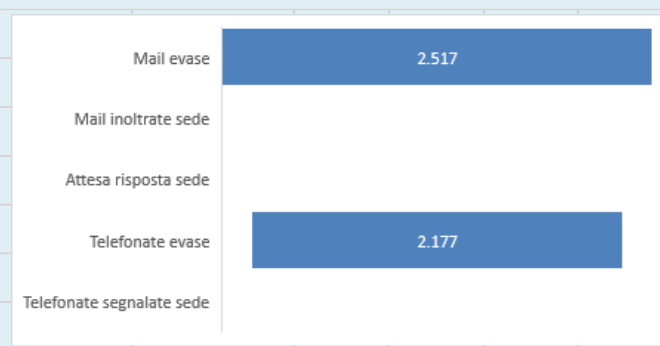 Mail evase
2.517
Mail inoltrate sede
Attesa risposta sede
Telefonate evase
2.177
Telefonate segnalate sede